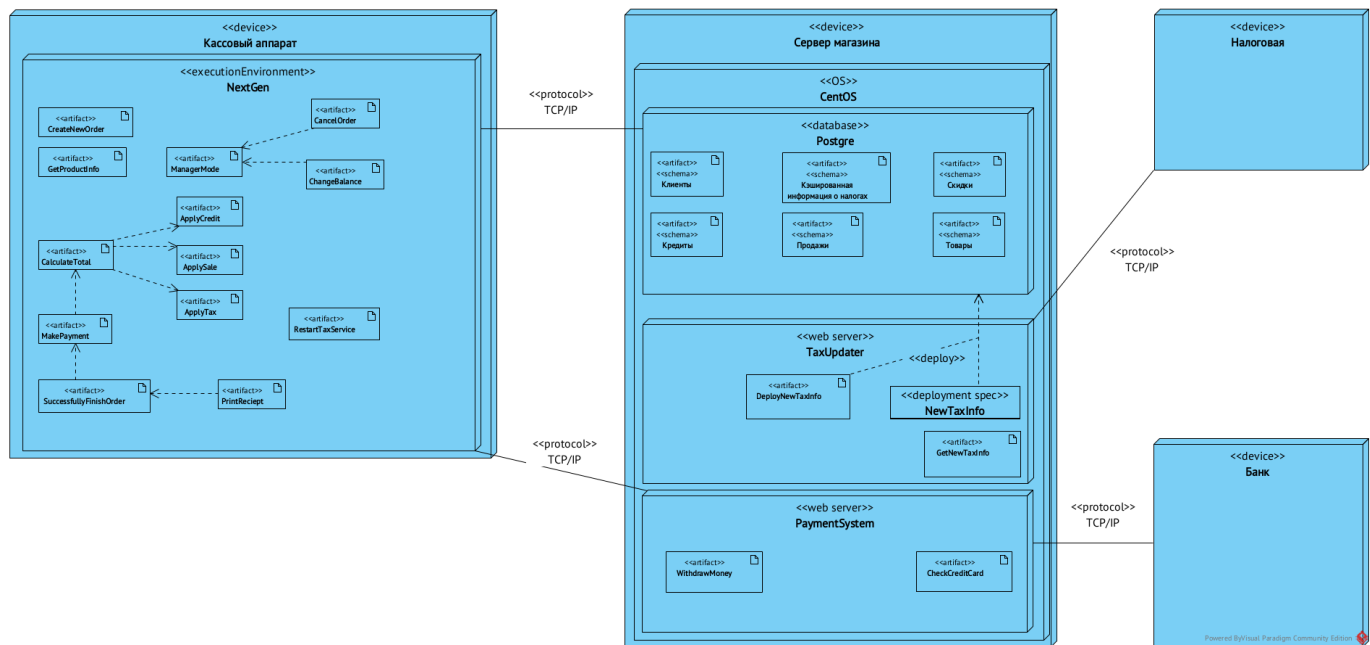 <<device>>
Кассовый аппарат
<<executionEnvironment>>
NextGen
<<artifact>>
CreateNewOrder
<<artifact>>
CancelOrder
<<artifact>>
GetProductInfo
<<artifact>>
ManagerMode
<<artifact>>
ChangeBalance
<<artifact>>
ApplyCredit
<<artifact>>
CalculateTotal
<<artifact>>
ApplySale
<<artifact>>
ApplyTax
<<artifact>>
MakePayment
<<artifact>>
RestartTaxService
<<artifact>>
SuccessfullyFinishOrder
<<artifact>>
PrintReciept
<<protocol>>
TCP/IP
<<protocol>>
TCP/IP
<<device>>
Сервер магазина
<<OS>>
CentOS
<<database>>
Postgre
<<artifact>>
<<schema>>
Клиенты
<<artifact>>
<<schema>>
Кэшированная
информация о налогах
<<artifact>>
<<schema>>
Скидки
<<artifact>>
<<schema>>
Кредиты
<<artifact>>
<<schema>>
Продажи
<<artifact>>
<<schema>>
Товары
<<web server>>
TaxUpdater
<<deploy>>
<<artifact>>
DeployNewTaxInfo
<<deployment spec>>
NewTaxInfo
<<artifact>>
GetNewTaxInfo
<<web server>>
PaymentSystem
<<artifact>>
WithdrawMoney
<<artifact>>
CheckCreditCard
<<protocol>>
TCP/IP
<<protocol>>
TCP/IP
<<device>>
Налоговая
<<device>>
Банк
Powered ByVisual Paradigm Community Edition